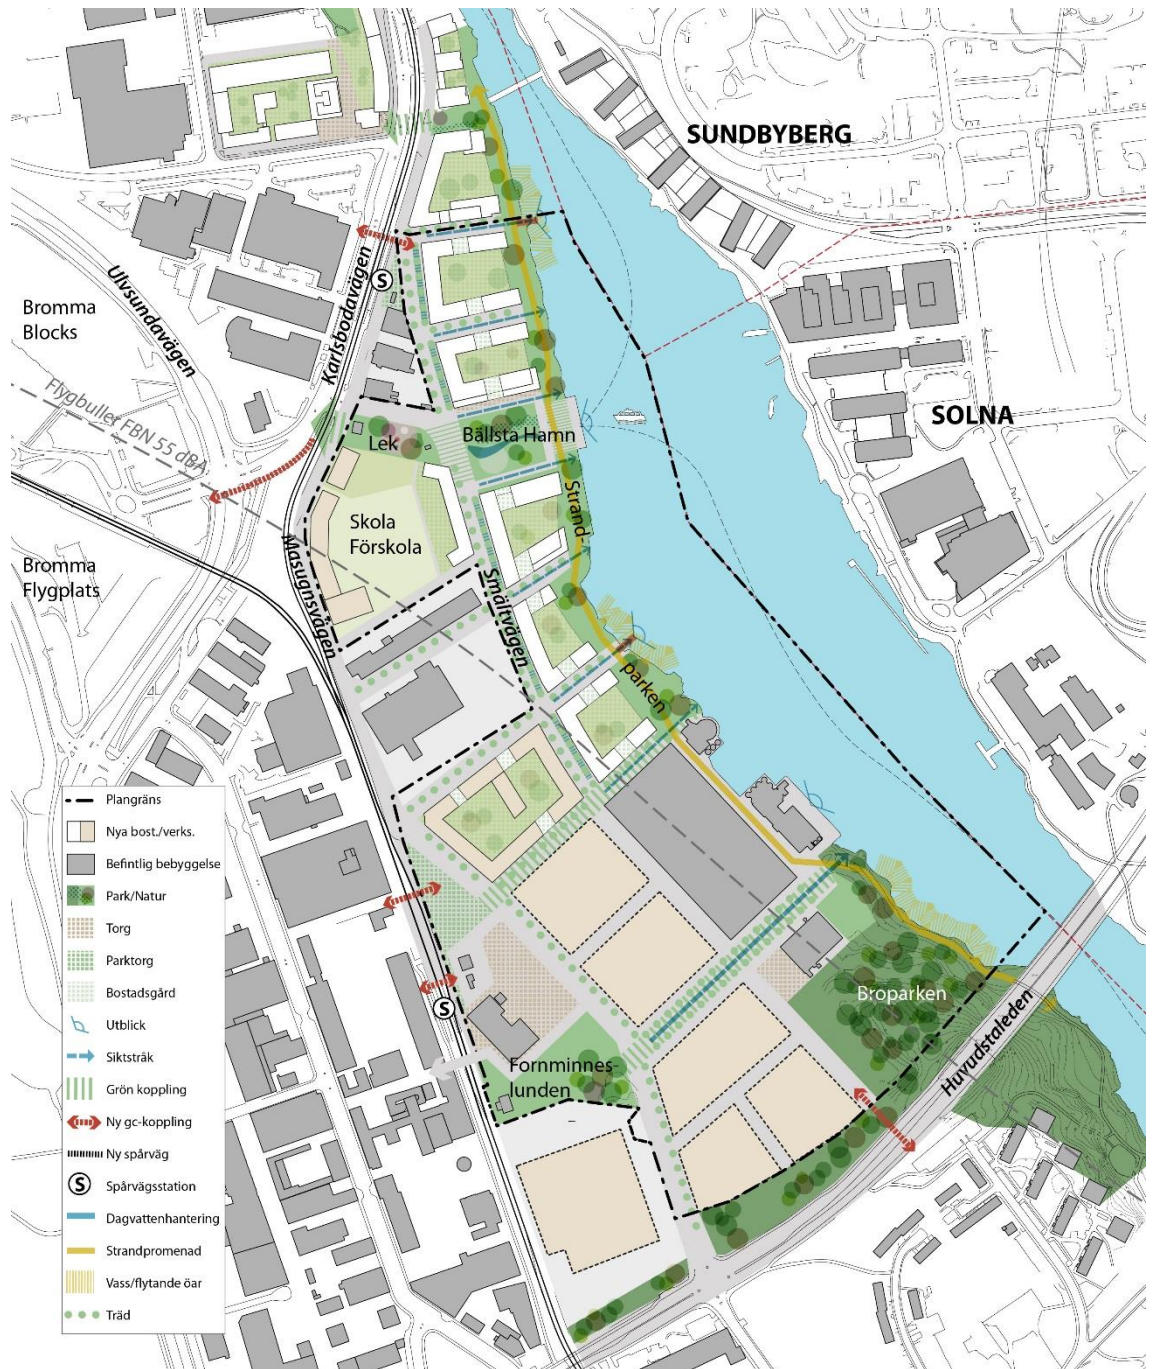 SUNDBYBERG
Ulvsundavägen
Karlsbodavägen
S
Bromma
Blocks
SOLNA
Flygbuller FBN 55 dBA
Lek
Bällsta Hamn
Strand-
parken
Skola
Förskola
Bromma
Flygplats
Masugnsvägen
Smältvägen
Plangräns
Nya bost./verks.
Befintlig bebyggelse
Park/Natur
Torg
Parktorg
Bostadsgård
Utblick
Siktstråk
Grön koppling
Ny gc-koppling
Ny spårväg
S Spårvägsstation
Dagvattenhantering
Strandpromenad
Vass/flytande öar
Träd
S
Broparken
Fornminnes-
lunden
Huvudstaleden